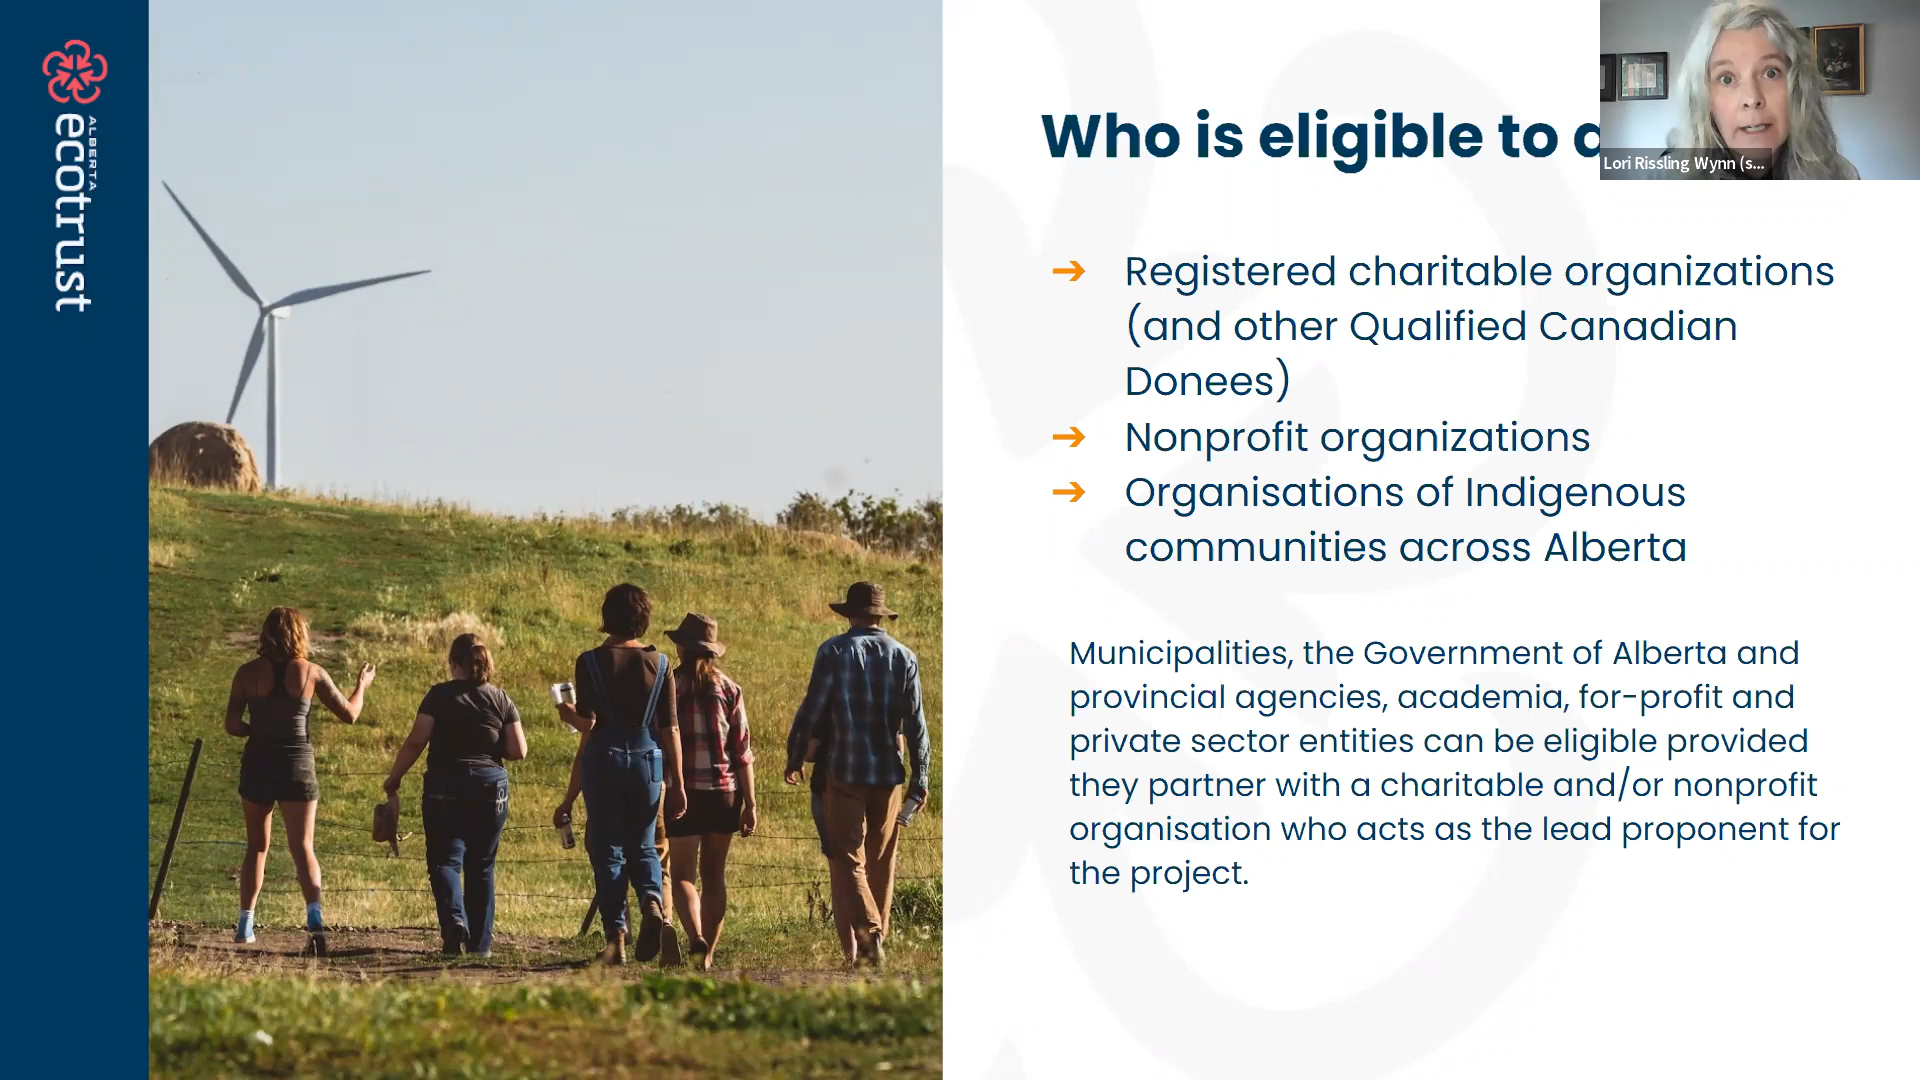 ALBERTA
ecotrust
Who is eligible to
Lori Rissling Wynn (s...
➔ Registered charitable organizations
(and other Qualified Canadian
Donees)
➔ Nonprofit organizations
➔ Organisations of Indigenous
communities across Alberta
Municipalities, the Government of Alberta and
provincial agencies, academia, for-profit and
private sector entities can be eligible provided
they partner with a charitable and/or nonprofit
organisation who acts as the lead proponent for
the project.